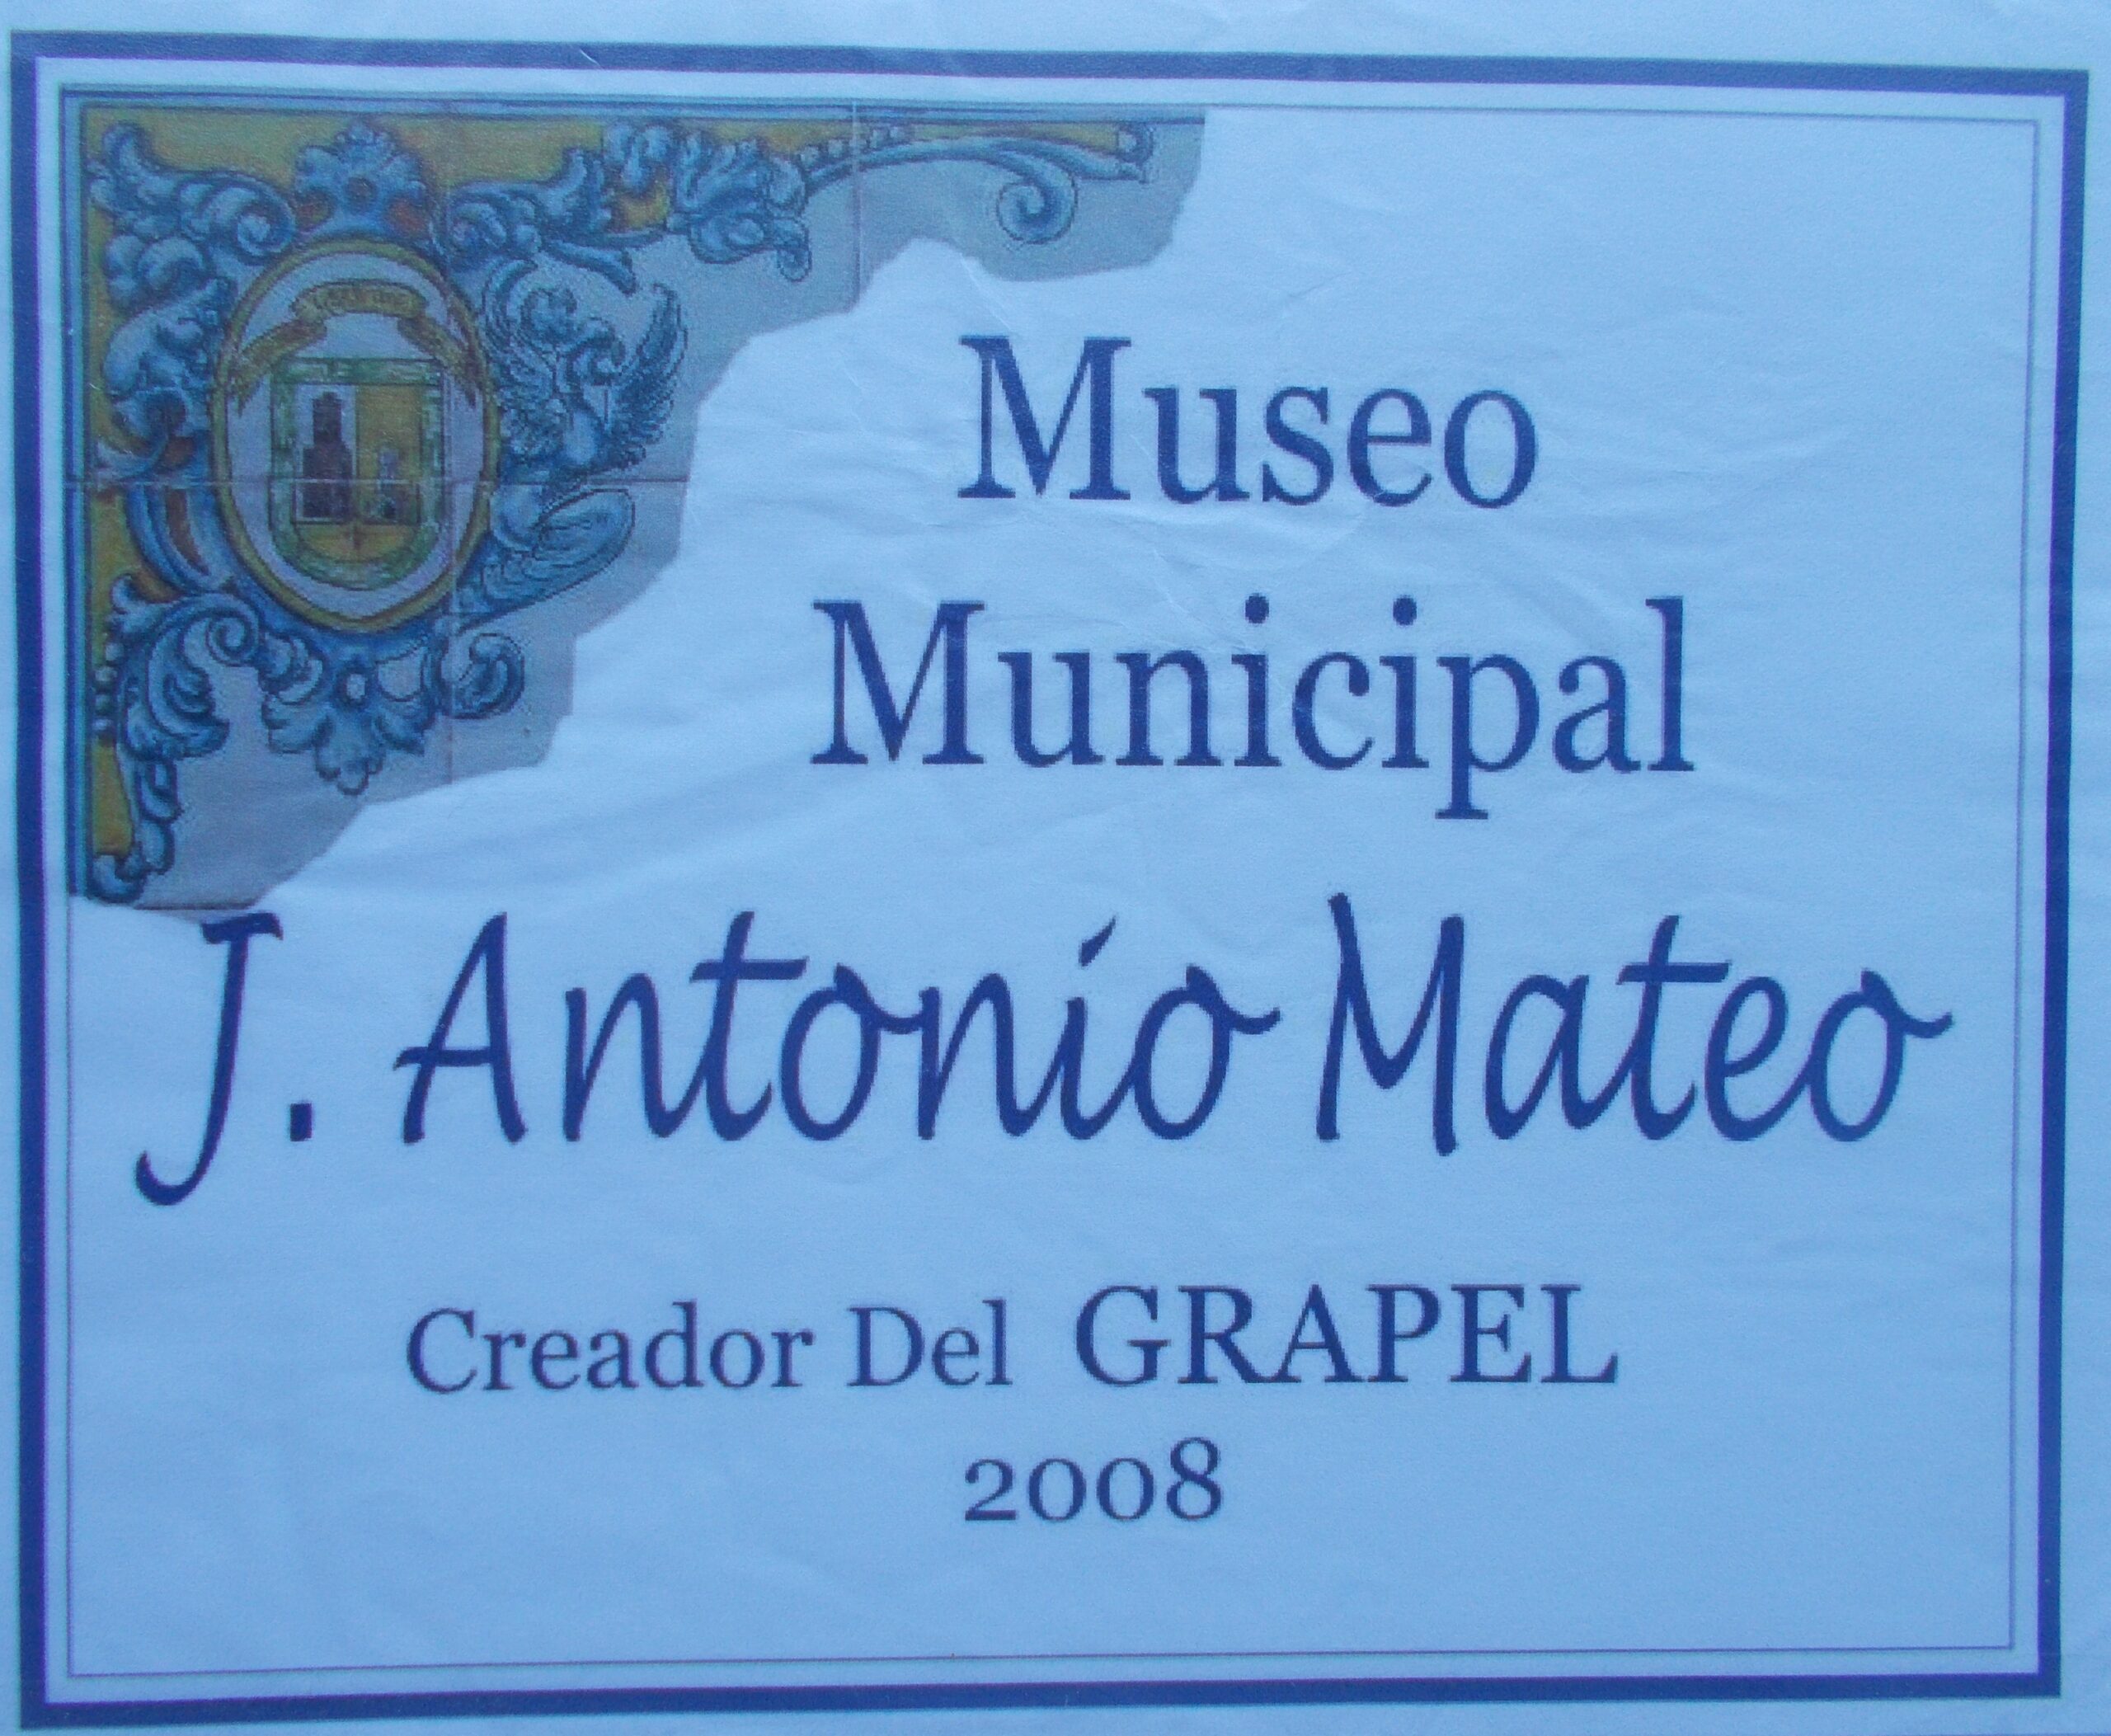 Museo
Municipal
J. Antonio Mateo
Creador Del GRAPEL
2008